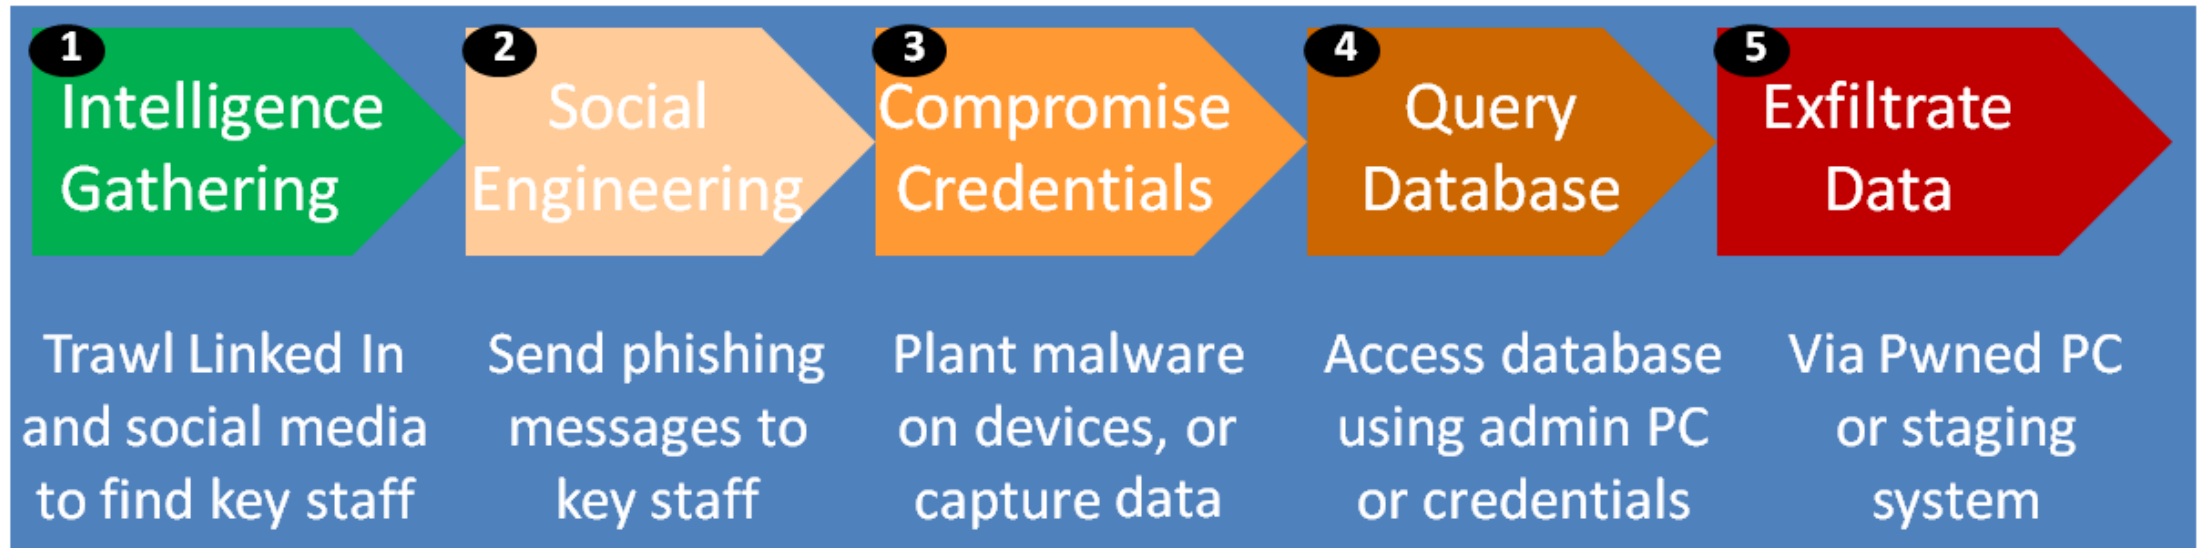 1
Intelligence
Gathering
2
Social
Engineering
3
Compromise
Credentials
4
Query
Database
5
Exfiltrate
Data
Trawl Linked In
and social media
to find key staff
Send phishing
messages to
key staff
Plant malware
on devices, or
capture data
Access database
using admin PC
or credentials
Via Pwned PC
or staging
system